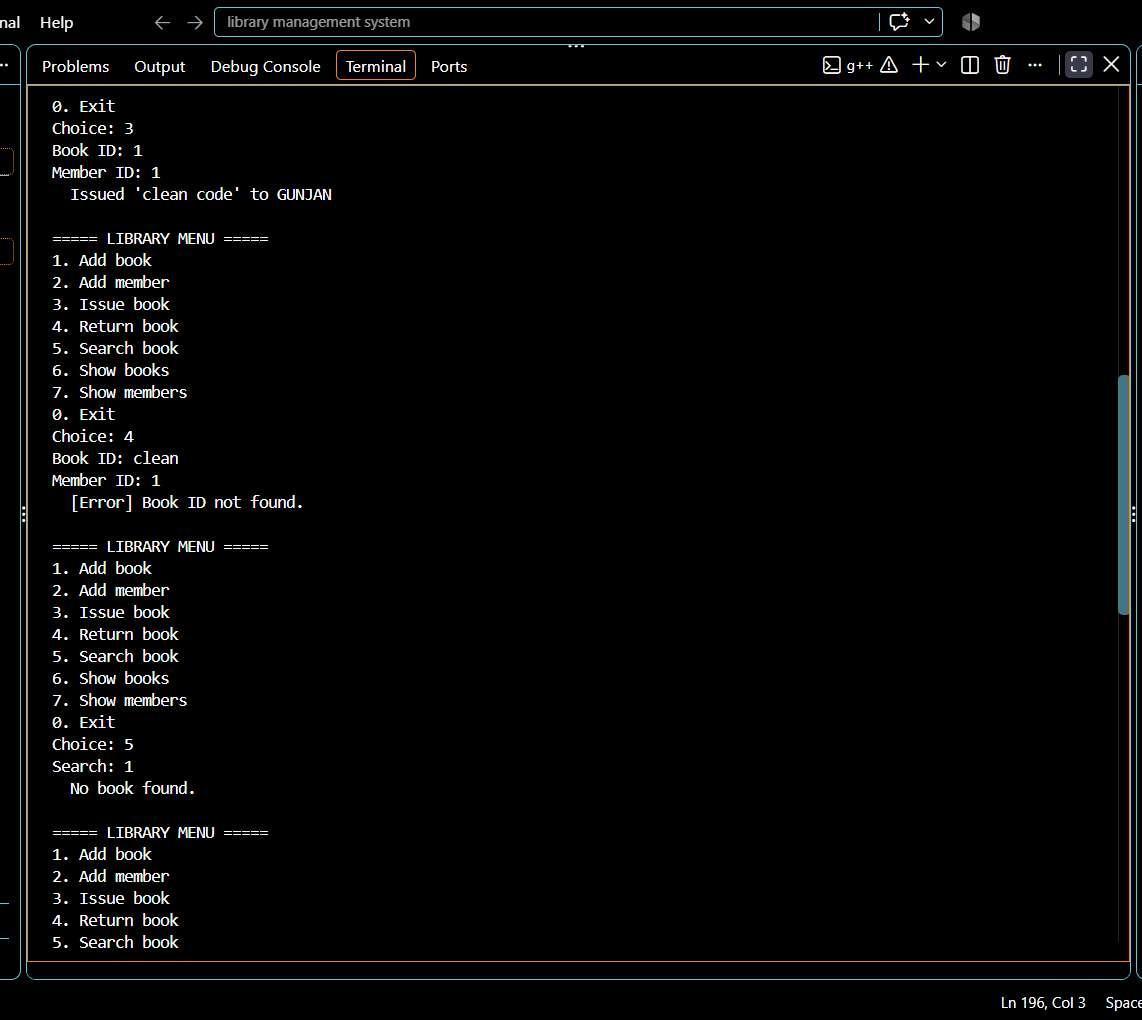 nal Help library management system
Problems Output Debug Console Terminal Ports g++
0. Exit
Choice: 3
Book ID: 1
Member ID: 1
Issued 'clean code' to GUNJAN
===== LIBRARY MENU =====
1. Add book
2. Add member
3. Issue book
4. Return book
5. Search book
6. Show books
7. Show members
0. Exit
Choice: 4
Book ID: clean
Member ID: 1
[Error] Book ID not found.
===== LIBRARY MENU =====
1. Add book
2. Add member
3. Issue book
4. Return book
5. Search book
6. Show books
7. Show members
0. Exit
Choice: 5
Search: 1
No book found.
===== LIBRARY MENU =====
1. Add book
2. Add member
3. Issue book
4. Return book
5. Search book
Ln 196, Col 3 Space